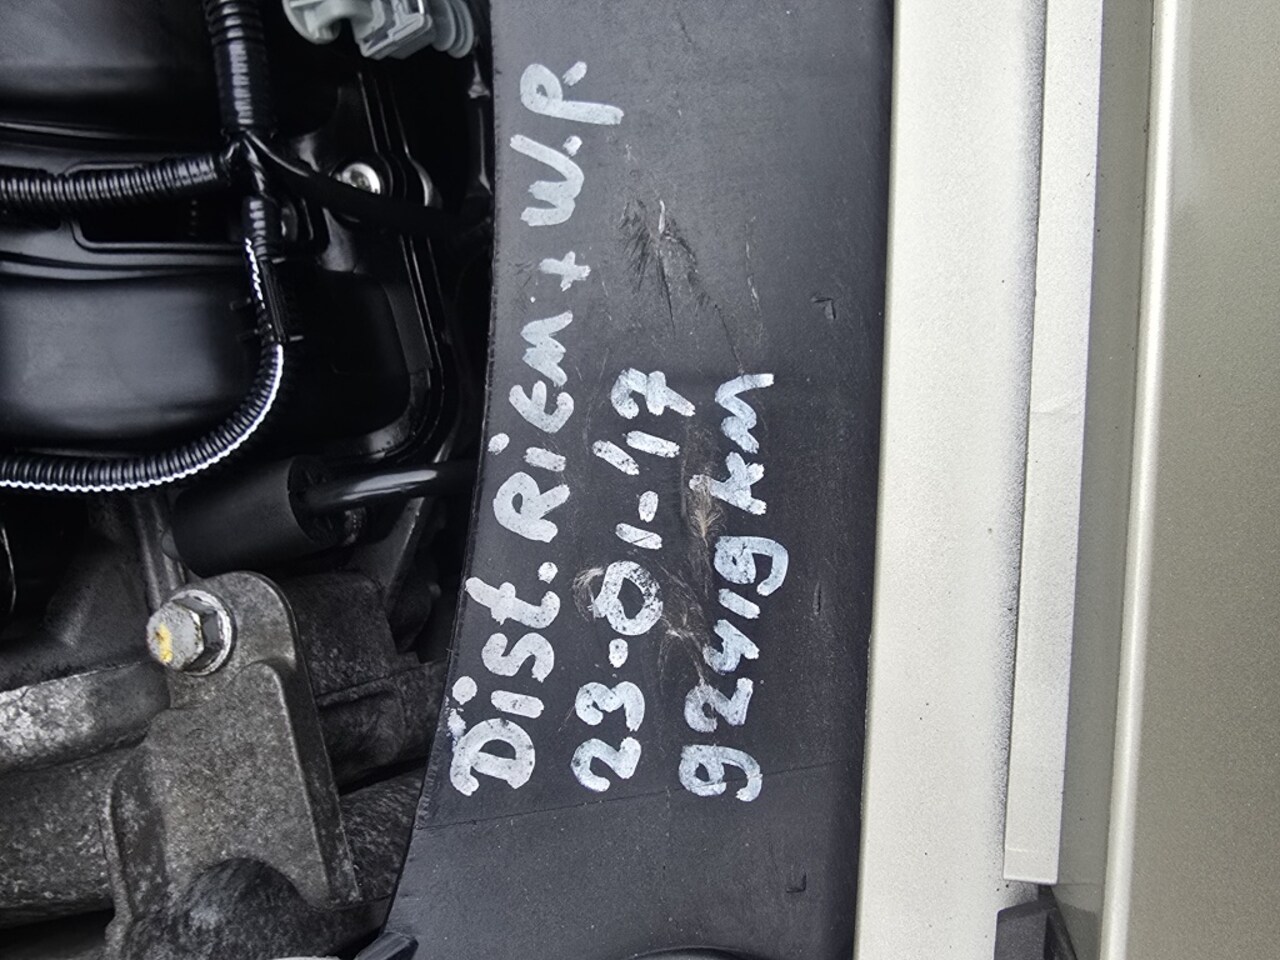 Dist. Riem + W.P.
23-01-'17
92419 km